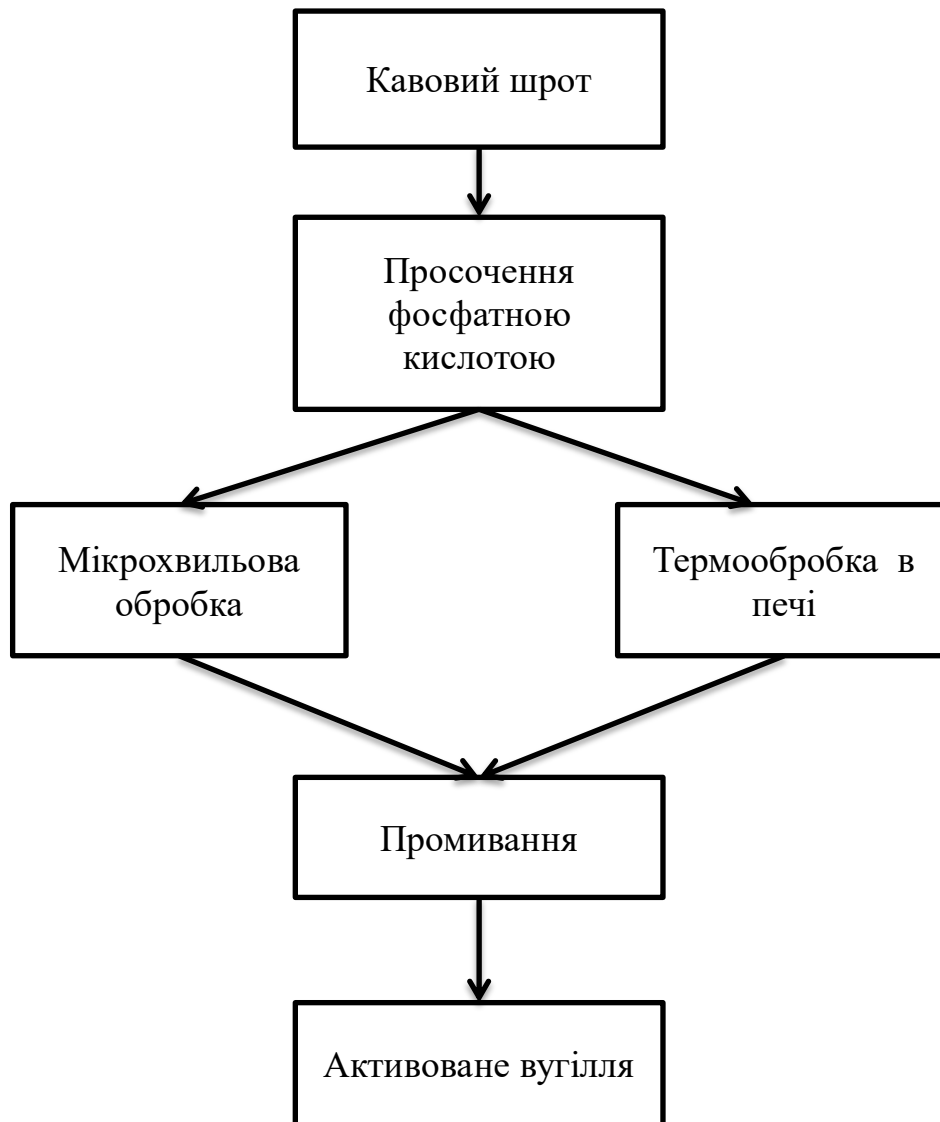 Кавовий шрот
Просочення
фосфатною
кислотою
Мікрохвильова
обробка
Термообробка в
печі
Промивання
Активоване вугілля